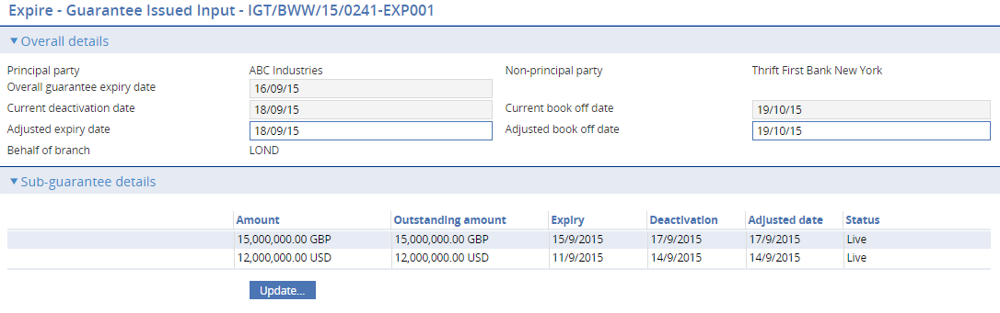 Expire - Guarantee Issued Input - IGT/BWW/15/0241-EXP001
Overall details
Principal party ABC Industries Non-principal party Thrift First Bank New York
Overall guarantee expiry date 16/09/15
Current deactivation date 18/09/15 Current book off date 19/10/15
Adjusted expiry date 18/09/15 Adjusted book off date 19/10/15
Behalf of branch LOND
Sub-guarantee details
Amount Outstanding amount Expiry Deactivation Adjusted date Status
15,000,000.00 GBP 15,000,000.00 GBP 15/9/2015 17/9/2015 17/9/2015 Live
12,000,000.00 USD 12,000,000.00 USD 11/9/2015 14/9/2015 14/9/2015 Live
Update...